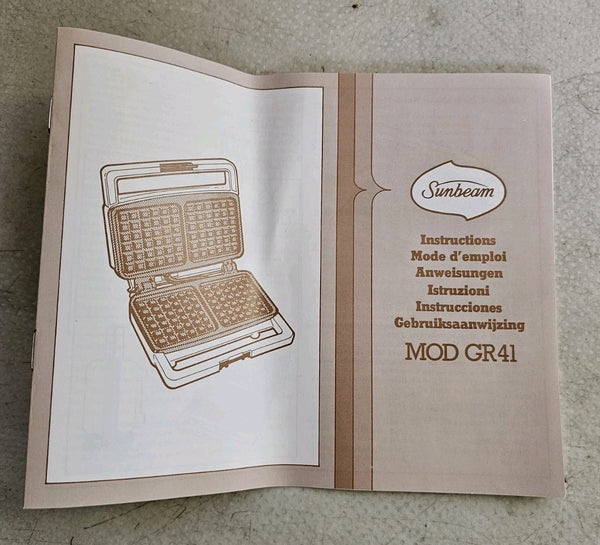 Sunbeam
Instructions
Mode d'emploi
Anweisungen
Istruzioni
Instrucciones
Gebruiksaanwijzing
MOD GR41